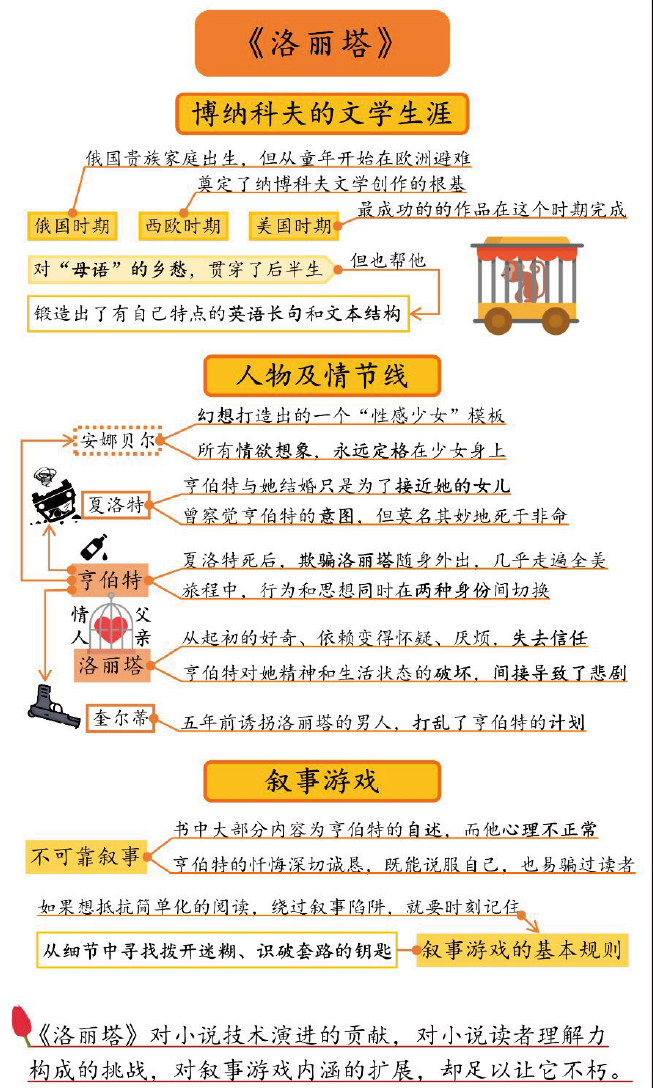 《洛丽塔》
博纳科夫的文学生涯
俄国贵族家庭出生，但从童年开始在欧洲避难
奠定了纳博科夫文学创作的根基
最成功的的作品在这个时期完成
俄国时期
西欧时期
美国时期
但也帮他
对“母语”的乡愁，贯穿了后半生
锻造出了有自己特点的英语长句和文本结构
人物及情节线
幻想打造出的一个“性感少女”模板
安娜贝尔
所有情欲想象，永远定格在少女身上
亨伯特与她结婚只是为了接近她的女儿
夏洛特
曾察觉亨伯特的意图，但莫名其妙地死于非命
夏洛特死后，欺骗洛丽塔随身外出，几乎走遍全美
亨伯特
旅程中，行为和思想同时在两种身份间切换
情人
父亲
从起初的好奇、依赖变得怀疑、厌烦，失去信任
洛丽塔
亨伯特对她精神和生活状态的破坏，间接导致了悲剧
奎尔蒂
五年前诱拐洛丽塔的男人，打乱了亨伯特的计划
叙事游戏
书中大部分内容为亨伯特的自述，而他心理不正常
不可靠叙事
亨伯特的忏悔深切诚恳，既能说服自己，也易骗过读者
如果想抵抗简单化的阅读，绕过叙事陷阱，就要时刻记住
从细节中寻找拨开迷糊、识破套路的钥匙
叙事游戏的基本规则
《洛丽塔》对小说技术演进的贡献，对小说读者理解力
构成的挑战，对叙事游戏内涵的扩展，却足以让它不朽。